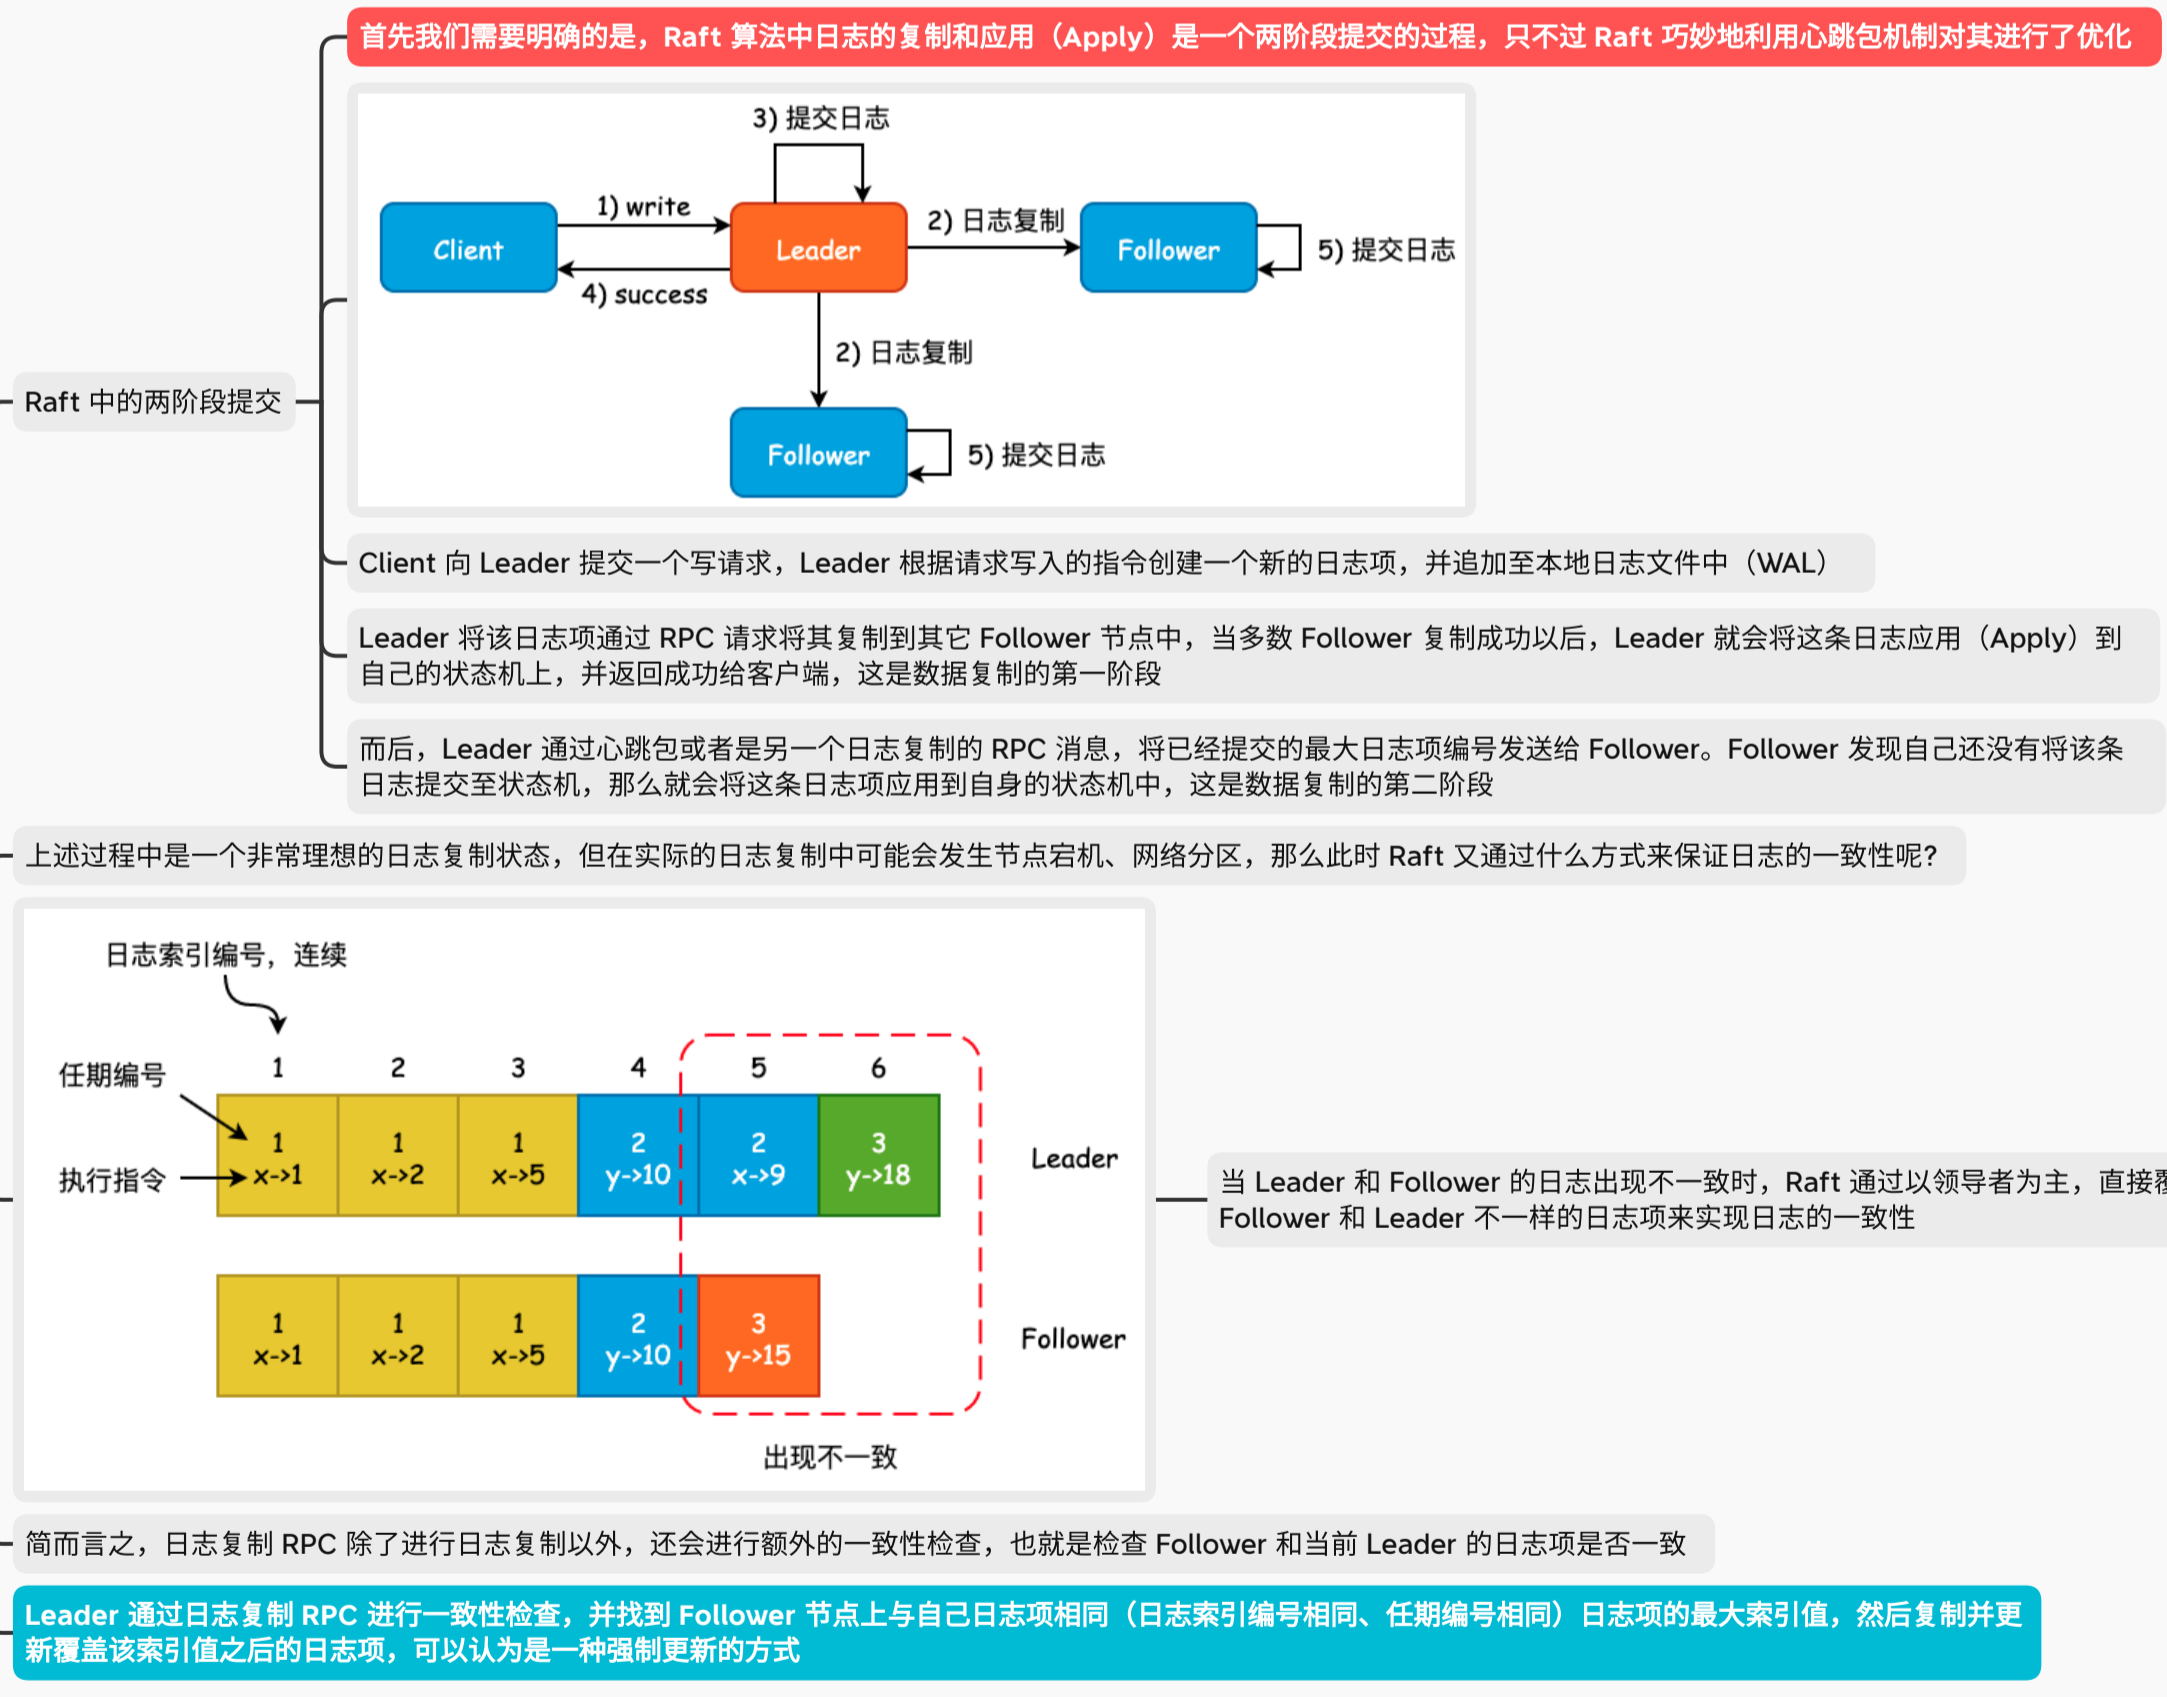 首先我们需要明确的是，Raft 算法中日志的复制和应用（Apply）是一个两阶段提交的过程，只不过 Raft 巧妙地利用心跳包机制对其进行了优化
3) 提交日志
1) write
2) 日志复制
Client
Leader
Follower
5) 提交日志
4) success
2) 日志复制
Raft 中的两阶段提交
Follower
5) 提交日志
Client 向 Leader 提交一个写请求，Leader 根据请求写入的指令创建一个新的日志项，并追加至本地日志文件中（WAL）
Leader 将该日志项通过 RPC 请求将其复制到其它 Follower 节点中，当多数 Follower 复制成功以后，Leader 就会将这条日志应用（Apply）到
自己的状态机上，并返回成功给客户端，这是数据复制的第一阶段
而后，Leader 通过心跳包或者是另一个日志复制的 RPC 消息，将已经提交的最大日志项编号发送给 Follower。Follower 发现自己还没有将该条
日志提交至状态机，那么就会将这条日志项应用到自身的状态机中，这是数据复制的第二阶段
上述过程中是一个非常理想的日志复制状态，但在实际的日志复制中可能会发生节点宕机、网络分区，那么此时 Raft 又通过什么方式来保证日志的一致性呢?
日志索引编号，连续
任期编号
1 2 3 4 5 6
1 1 1 2 2 3
执行指令
x->1 x->2 x->5 y->10 x->9 y->18
Leader
1 1 1 2 3
x->1 x->2 x->5 y->10 y->15
Follower
出现不一致
当 Leader 和 Follower 的日志出现不一致时，Raft 通过以领导者为主，直接
Follower 和 Leader 不一样的日志项来实现日志的一致性
简而言之，日志复制 RPC 除了进行日志复制以外，还会进行额外的一致性检查，也就是检查 Follower 和当前 Leader 的日志项是否一致
Leader 通过日志复制 RPC 进行一致性检查，并找到 Follower 节点上与自己日志项相同（日志索引编号相同、任期编号相同）日志项的最大索引值，然后复制并更
新覆盖该索引值之后的日志项，可以认为是一种强制更新的方式